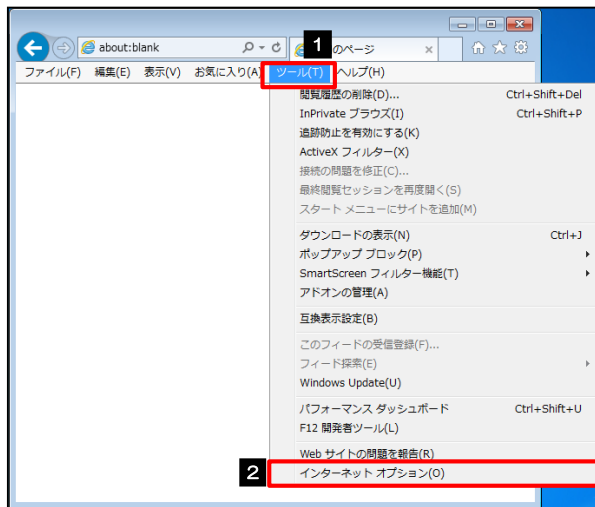 about:blank
1
のページ
ファイル(F) 編集(E) 表示(V) お気に入り(A) ツール(T) ヘルプ(H)
閲覧履歴の削除(D)... Ctrl+Shift+Del
InPrivate ブラウズ(I) Ctrl+Shift+P
追跡防止を有効にする(K)
ActiveX フィルター(X)
接続の問題を修正(C)...
最終閲覧セッションを再度開く(S)
スタート メニューにサイトを追加(M)
ダウンロードの表示(N) Ctrl+J
ポップアップ ブロック(P)
SmartScreen フィルター機能(T)
アドオンの管理(A)
互換表示設定(B)
このフィードの受信登録(F)...
フィード探索(E)
Windows Update(U)
パフォーマンス ダッシュボード Ctrl+Shift+U
F12 開発者ツール(L)
Web サイトの問題を報告(R)
2 インターネット オプション(O)